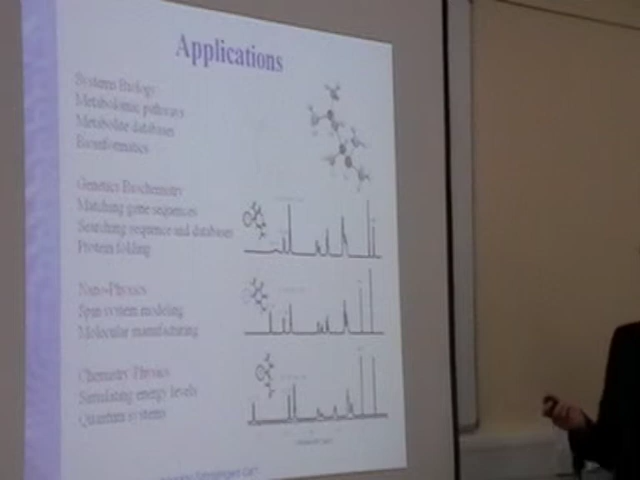 Applications
Systems Biology
Metabolomic pathways
Metabolite databases
Bioinformatics
Genetics Biochemistry
Matching gene sequences
Searching sequence and databases
Protein folding
Nano-Physics
Spin system modeling
Molecular manufacturing
Chemistry Physics
Simulating energy levels
Quantum systems